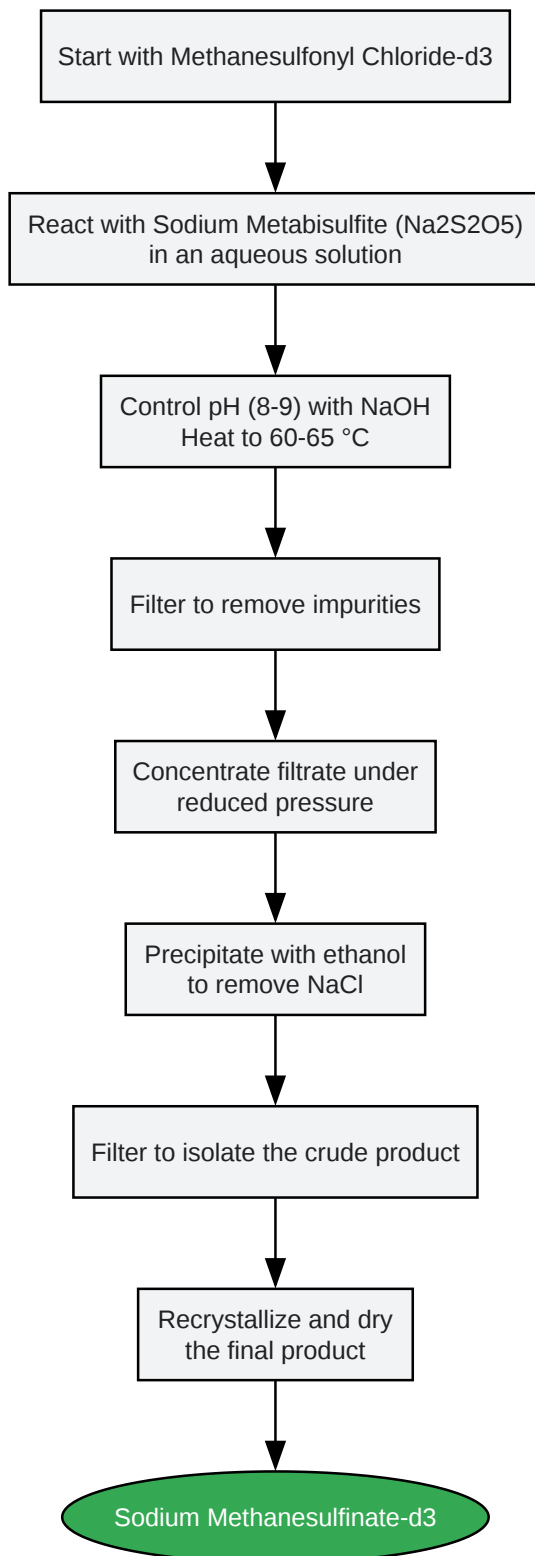 Start with Methanesulfonyl Chloride-d3
React with Sodium Metabisulfite (Na2S2O5)
in an aqueous solution
Control pH (8-9) with NaOH
Heat to 60-65 °C
Filter to remove impurities
Concentrate filtrate under
reduced pressure
Precipitate with ethanol
to remove NaCl
Filter to isolate the crude product
Recrystallize and dry
the final product
Sodium Methanesulfinate-d3